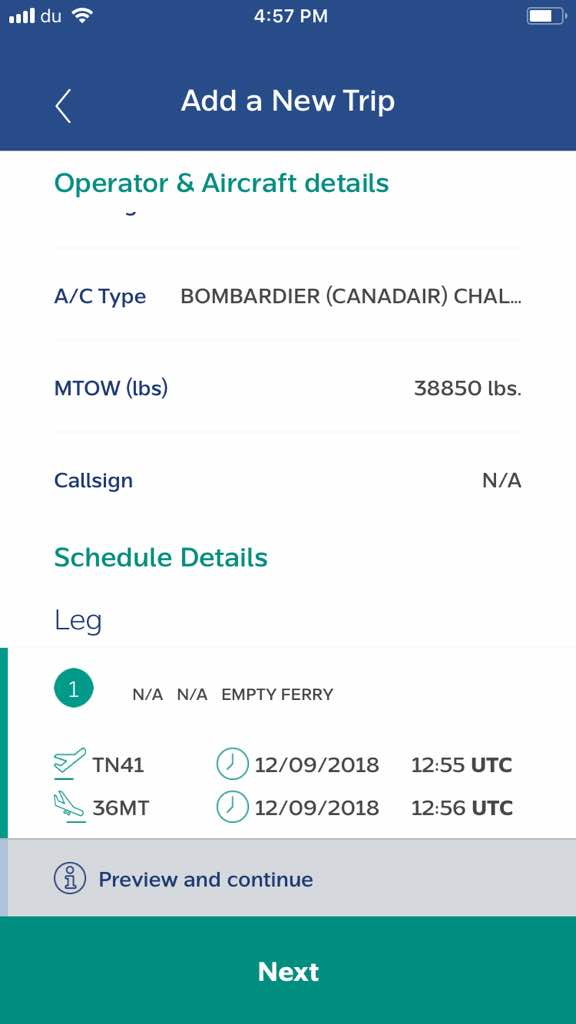 du 4:57 PM
Add a New Trip
Operator & Aircraft details
A/C Type BOMBARDIER (CANADAIR) CHAL...
MTOW (lbs) 38850 lbs.
Callsign N/A
Schedule Details
Leg
1 N/A N/A EMPTY FERRY
TN41 12/09/2018 12:55 UTC
36MT 12/09/2018 12:56 UTC
Preview and continue
Next